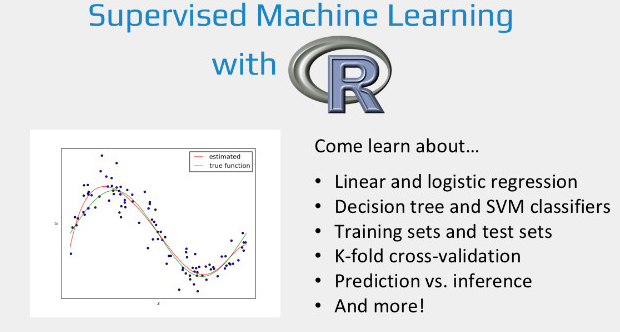 Supervised Machine Learning
with R
estimated
true function
Come learn about…
• Linear and logistic regression
• Decision tree and SVM classifiers
• Training sets and test sets
• K-fold cross-validation
• Prediction vs. inference
• And more!